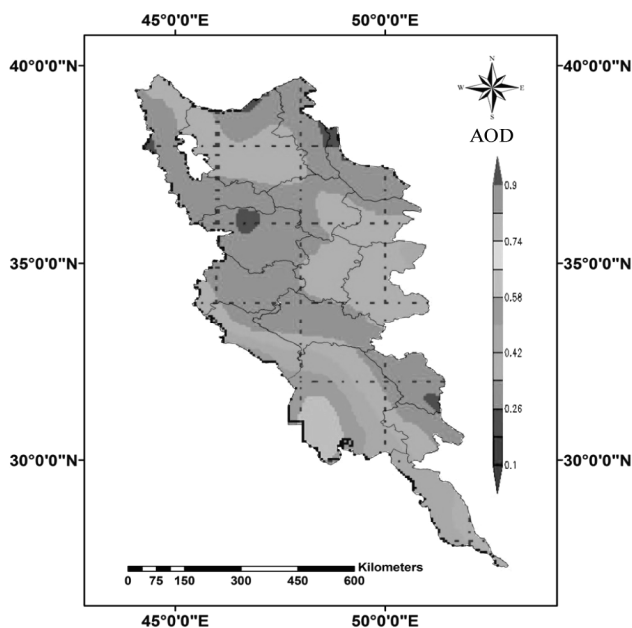 45°0'0"E 50°0'0"E
40°0'0"N 40°0'0"N
N
W E
S
AOD
0.9
0.74
35°0'0"N 35°0'0"N
0.58
0.42
0.26
30°0'0"N 30°0'0"N
0.1
Kilometers
0 75 150 300 450 600
45°0'0"E 50°0'0"E